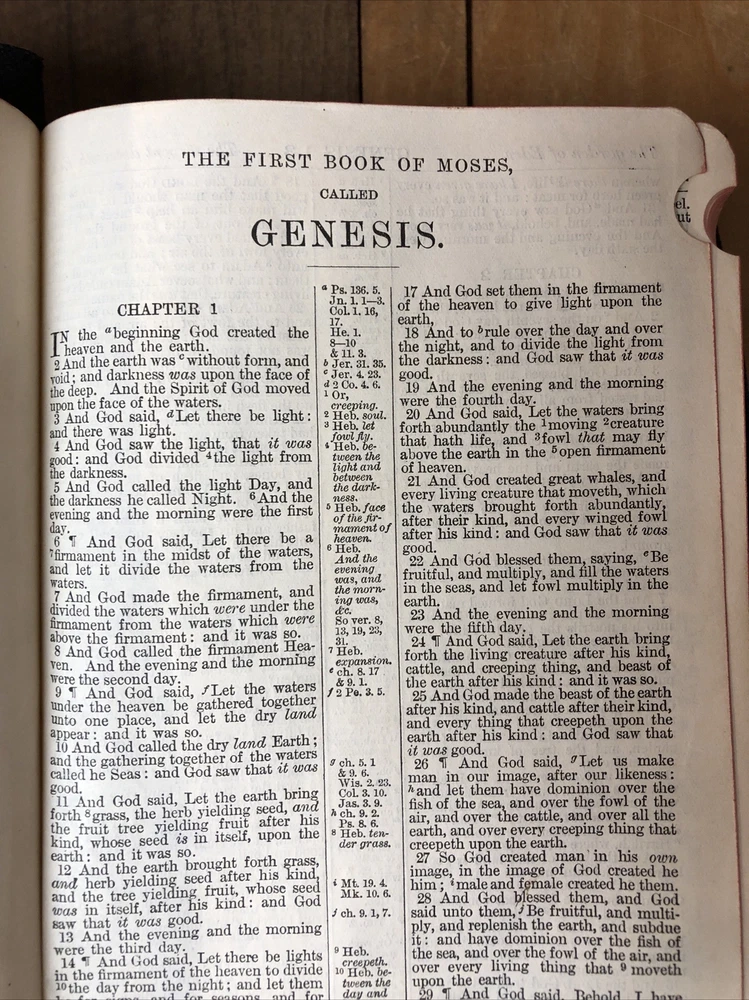 THE FIRST BOOK OF MOSES,
CALLED
GENESIS.
CHAPTER 1
IN the ᵃbeginning God created the
heaven and the earth.
2 And the earth was ᶜwithout form, and
void; and darkness was upon the face of
the deep. And the Spirit of God moved
upon the face of the waters.
3 And God said, ᵈLet there be light:
and there was light.
4 And God saw the light, that it was
good: and God divided ⁴the light from
the darkness.
5 And God called the light Day, and
the darkness he called Night. ⁶And the
evening and the morning were the first
day.
6 ¶ And God said, Let there be a
⁷firmament in the midst of the waters,
and let it divide the waters from the
waters.
7 And God made the firmament, and
divided the waters which were under the
firmament from the waters which were
above the firmament: and it was so.
8 And God called the firmament Hea-
ven. And the evening and the morning
were the second day.
9 ¶ And God said, ᶠLet the waters
under the heaven be gathered together
unto one place, and let the dry land
appear: and it was so.
10 And God called the dry land Earth;
and the gathering together of the waters
called he Seas: and God saw that it was
good.
11 And God said, Let the earth bring
forth ⁸grass, the herb yielding seed, and
the fruit tree yielding fruit after his
kind, whose seed is in itself, upon the
earth: and it was so.
12 And the earth brought forth grass,
and herb yielding seed after his kind,
and the tree yielding fruit, whose seed
was in itself, after his kind: and God
saw that it was good.
13 And the evening and the morning
were the third day.
14 ¶ And God said, Let there be lights
in the firmament of the heaven to divide
¹⁰the day from the night; and let them
be for signs, and for seasons, and for
ᵃ Ps. 136. 5.
Jn. 1. 1—3.
Col. 1. 16,
17.
He. 1.
8—10
& 11. 3.
ᵇ Jer. 31. 35.
ᶜ Jer. 4. 23.
ᵈ 2 Co. 4. 6.
¹ Or,
creeping.
² Heb. soul.
³ Heb. let
fowl fly.
⁴ Heb. be-
tween the
light and
between
the dark-
ness.
⁵ Heb. face
of the fir-
mament of
heaven.
⁶ Heb.
And the
evening
was, and
the morn-
ing was,
&c.
So ver. 8,
13, 19, 23,
31.
⁷ Heb.
expansion.
ᵉ ch. 8. 17
& 9. 1.
ᶠ 2 Pe. 3. 5.
ᵍ ch. 5. 1
& 9. 6.
Wis. 2. 23.
Col. 3. 10.
Jas. 3. 9.
ʰ ch. 9. 2.
Ps. 8. 6.
⁸ Heb. ten-
der grass.
ⁱ Mt. 19. 4.
Mk. 10. 6.
ʲ ch. 9. 1, 7.
⁹ Heb.
creepeth.
¹⁰ Heb. be-
tween the
day and
17 And God set them in the firmament
of the heaven to give light upon the
earth,
18 And to ᵇrule over the day and over
the night, and to divide the light from
the darkness: and God saw that it was
good.
19 And the evening and the morning
were the fourth day.
20 And God said, Let the waters bring
forth abundantly the ¹moving ²creature
that hath life, and ³fowl that may fly
above the earth in the ⁵open firmament
of heaven.
21 And God created great whales, and
every living creature that moveth, which
the waters brought forth abundantly,
after their kind, and every winged fowl
after his kind: and God saw that it was
good.
22 And God blessed them, saying, ᵉBe
fruitful, and multiply, and fill the waters
in the seas, and let fowl multiply in the
earth.
23 And the evening and the morning
were the fifth day.
24 ¶ And God said, Let the earth bring
forth the living creature after his kind,
cattle, and creeping thing, and beast of
the earth after his kind: and it was so.
25 And God made the beast of the earth
after his kind, and cattle after their kind,
and every thing that creepeth upon the
earth after his kind: and God saw that
it was good.
26 ¶ And God said, ᵍLet us make
man in our image, after our likeness:
ʰand let them have dominion over the
fish of the sea, and over the fowl of the
air, and over the cattle, and over all the
earth, and over every creeping thing that
creepeth upon the earth.
27 So God created man in his own
image, in the image of God created he
him; ⁱmale and female created he them.
28 And God blessed them, and God
said unto them, ʲBe fruitful, and multi-
ply, and replenish the earth, and subdue
it: and have dominion over the fish of
the sea, and over the fowl of the air, and
over every living thing that ⁹moveth
upon the earth.
29 ¶ And God said, Behold, I have
el.
ut